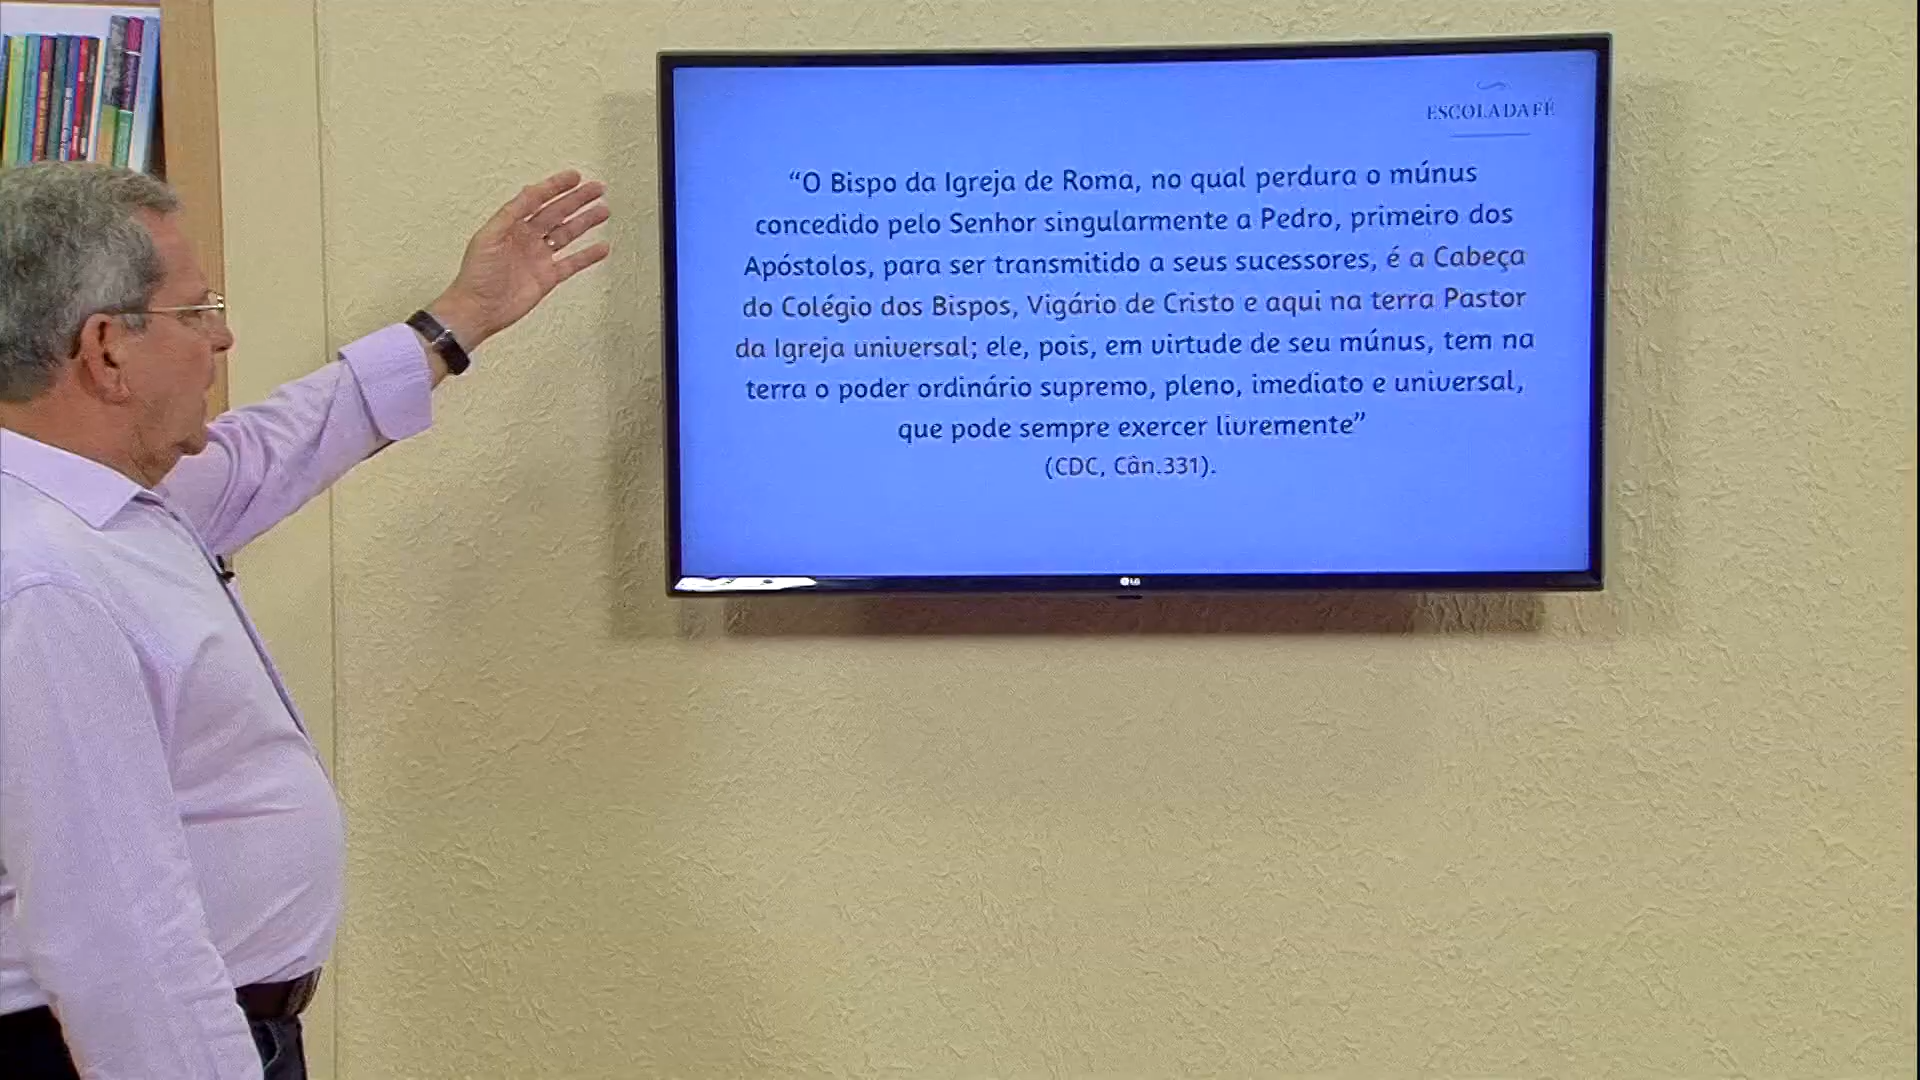 ESCOLA DA FÉ
“O Bispo da Igreja de Roma, no qual perdura o múnus
concedido pelo Senhor singularmente a Pedro, primeiro dos
Apóstolos, para ser transmitido a seus sucessores, é a Cabeça
do Colégio dos Bispos, Vigário de Cristo e aqui na terra Pastor
da Igreja universal; ele, pois, em virtude de seu múnus, tem na
terra o poder ordinário supremo, pleno, imediato e universal,
que pode sempre exercer livremente”
(CDC, Cân.331).
LG